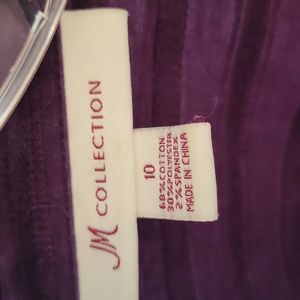 JM COLLECTION
10
68%COTTON
30%POLYESTER
2%SPANDEX
MADE IN CHINA